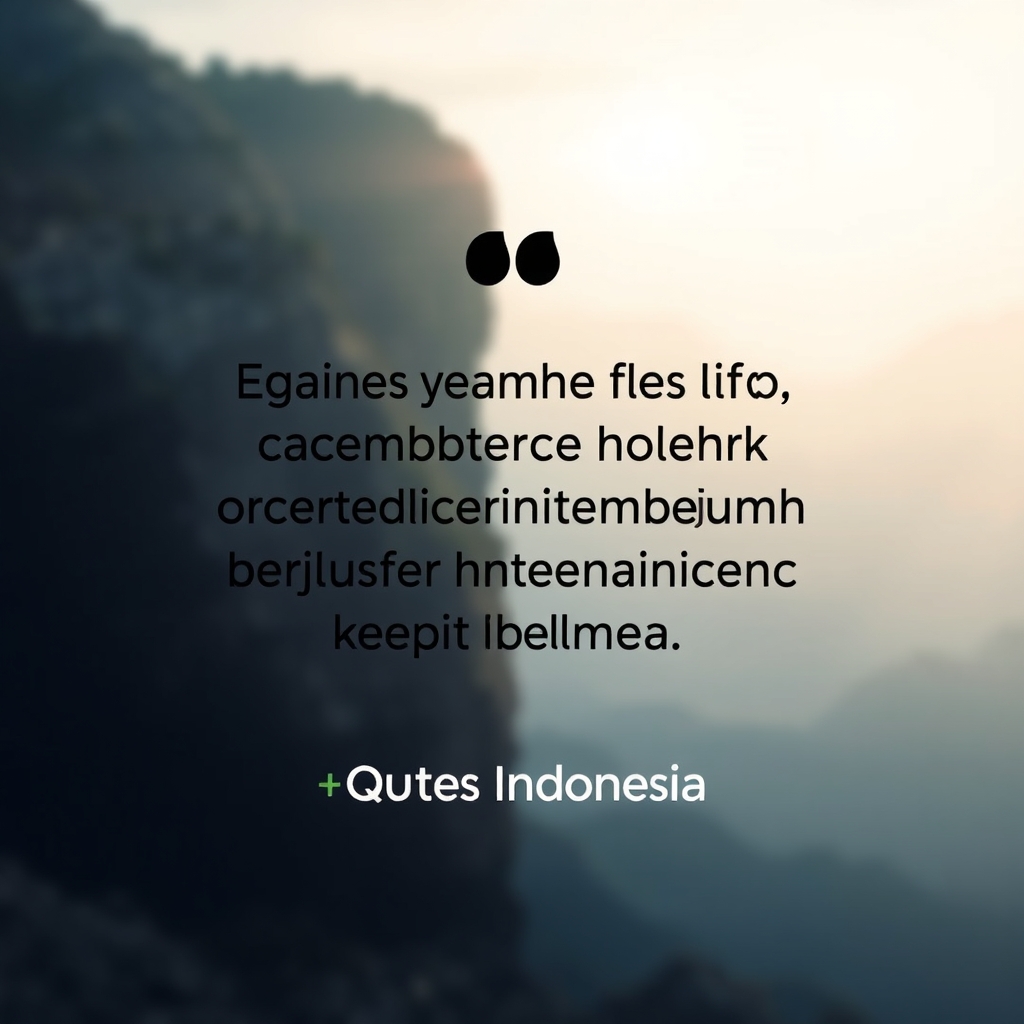 Egaines yeamhe fles lifo,
cacembbterce holehrk
orcertedlicerinitembejumh
berjlusfer hnteenainicenc
keepit lbellmea.
+Qutes Indonesia